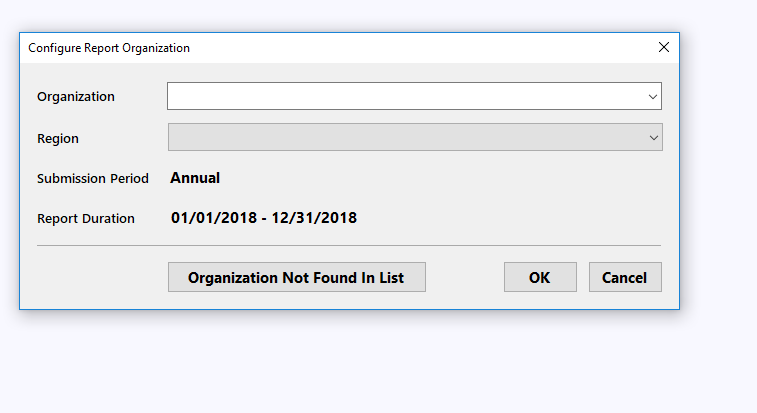 Configure Report Organization
Organization
Region
Submission Period Annual
Report Duration 01/01/2018 - 12/31/2018
Organization Not Found In List OK Cancel